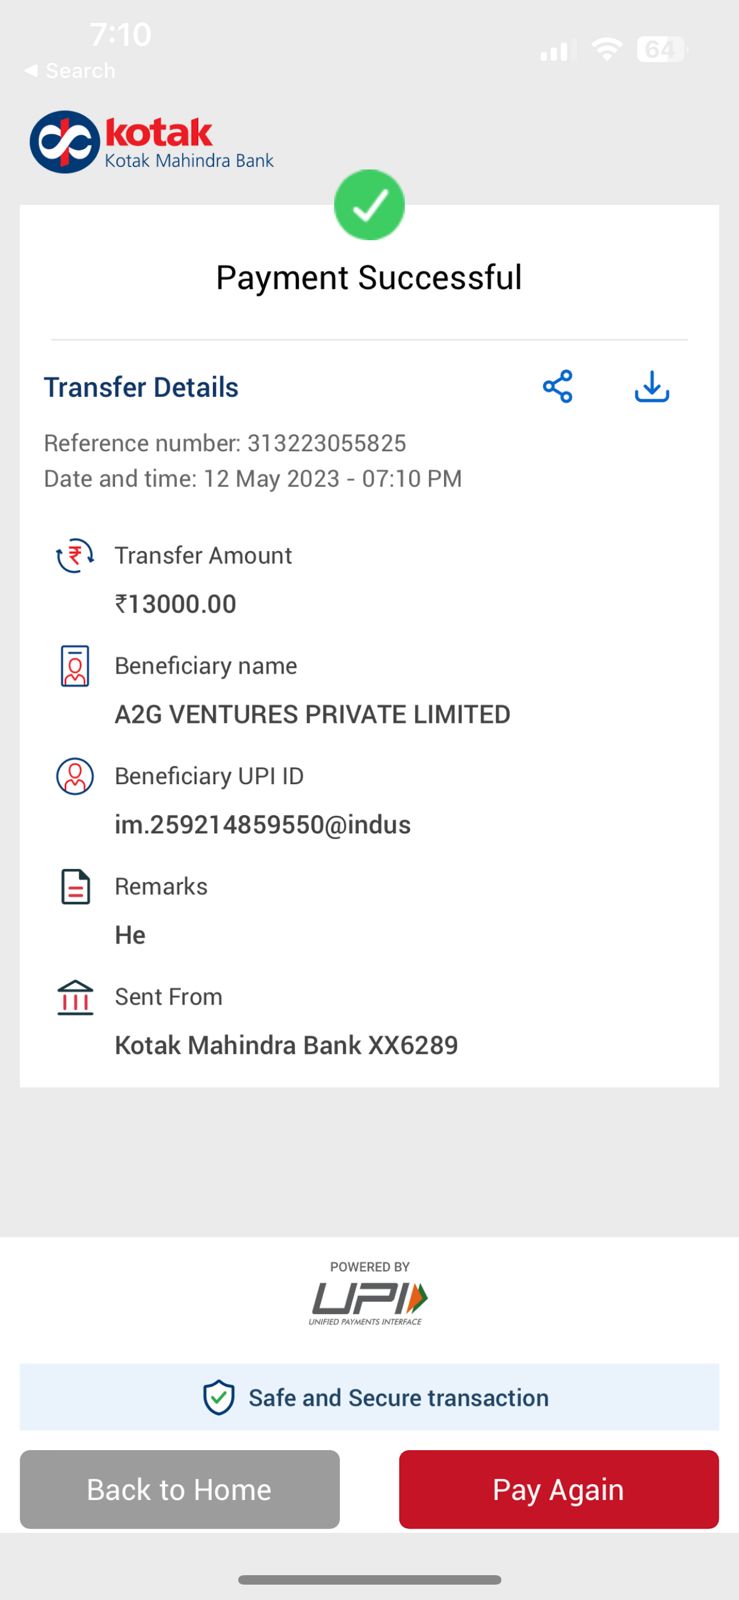 7:10
64
◀ Search
kotak
Kotak Mahindra Bank
Payment Successful
Transfer Details
Reference number: 313223055825
Date and time: 12 May 2023 - 07:10 PM
Transfer Amount
₹13000.00
Beneficiary name
A2G VENTURES PRIVATE LIMITED
Beneficiary UPI ID
im.259214859550@indus
Remarks
He
Sent From
Kotak Mahindra Bank XX6289
POWERED BY
UPI
UNIFIED PAYMENTS INTERFACE
Safe and Secure transaction
Back to Home
Pay Again